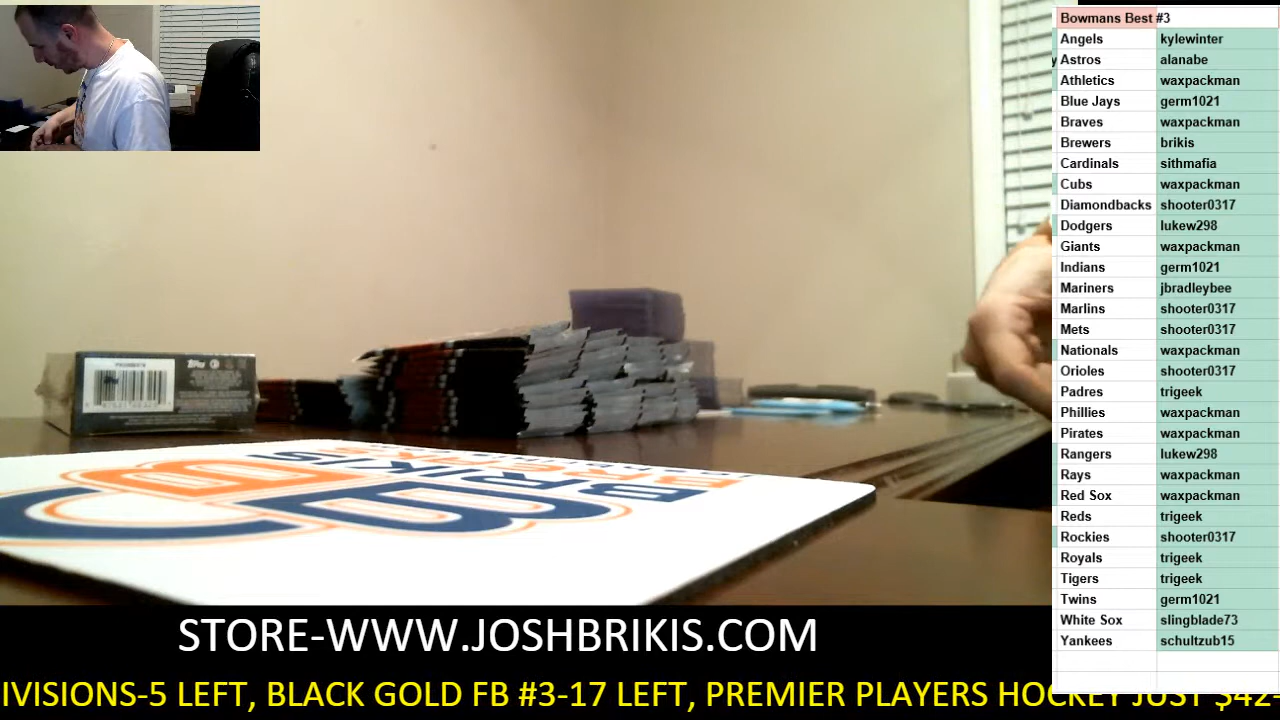 Bowmans Best #3
Angels kylewinter
Astros alanabe
Athletics waxpackman
Blue Jays germ1021
Braves waxpackman
Brewers brikis
Cardinals sithmafia
Cubs waxpackman
Diamondbacks shooter0317
Dodgers lukew298
Giants waxpackman
Indians germ1021
Mariners jbradleybee
Marlins shooter0317
Mets shooter0317
Nationals waxpackman
Orioles shooter0317
Padres trigeek
Phillies waxpackman
Pirates waxpackman
Rangers lukew298
Rays waxpackman
Red Sox waxpackman
Reds trigeek
Rockies shooter0317
Royals trigeek
Tigers trigeek
Twins germ1021
White Sox slingblade73
Yankees schultzub15
Topps
BRIKIS
STORE-WWW.JOSHBRIKIS.COM
IVISIONS-5 LEFT, BLACK GOLD FB #3-17 LEFT, PREMIER PLAYERS HOCKEY JUST $42-